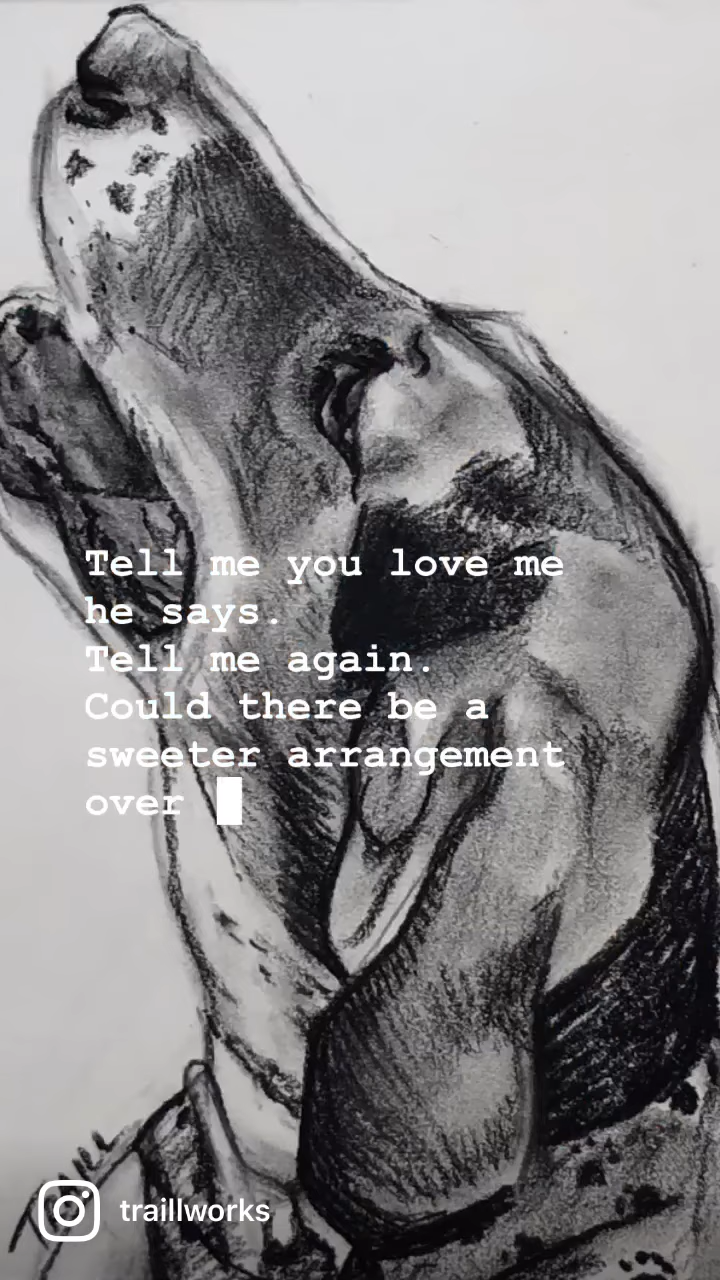 Tell me you love me
he says.
Tell me again.
Could there be a
sweeter arrangement
over
traillworks